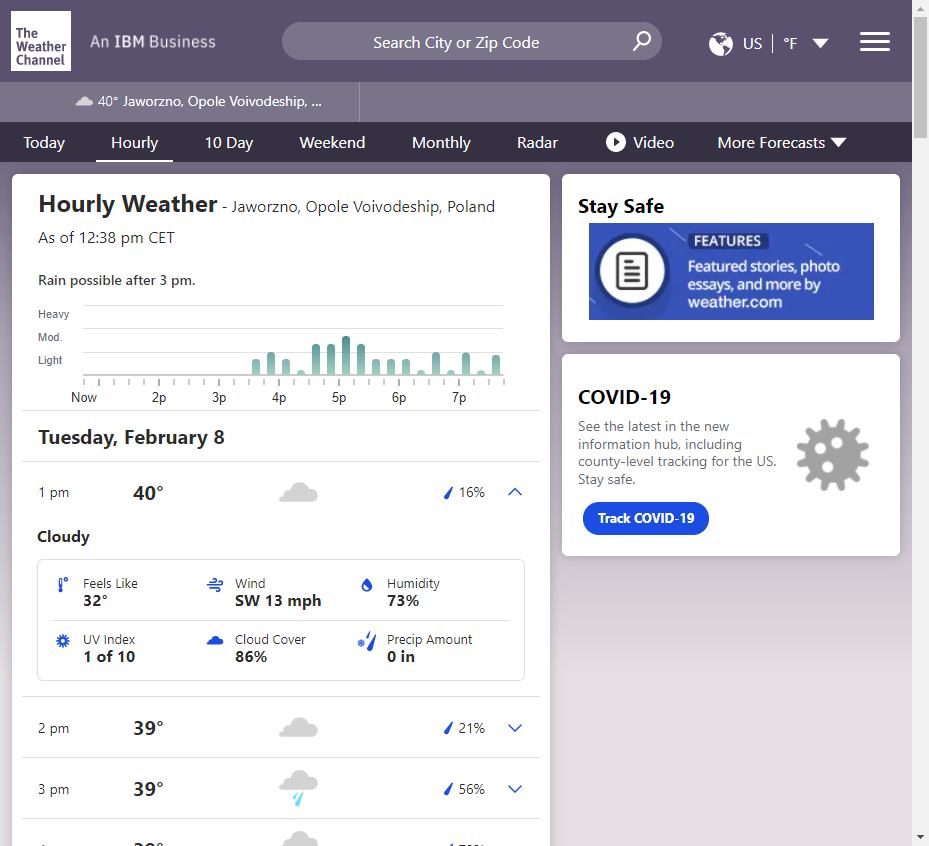 The
Weather
Channel
An IBM Business
Search City or Zip Code
US
°F
40° Jaworzno, Opole Voivodeship, ...
Today
Hourly
10 Day
Weekend
Monthly
Radar
Video
More Forecasts
Hourly Weather - Jaworzno, Opole Voivodeship, Poland
As of 12:38 pm CET
Rain possible after 3 pm.
Heavy
Mod.
Light
Now
2p
3p
4p
5p
6p
7p
Tuesday, February 8
1 pm
40°
16%
Cloudy
Feels Like
32°
Wind
SW 13 mph
Humidity
73%
UV Index
1 of 10
Cloud Cover
86%
Precip Amount
0 in
2 pm
39°
21%
3 pm
39°
56%
Stay Safe
FEATURES
Featured stories, photo
essays, and more by
weather.com
COVID-19
See the latest in the new
information hub, including
county-level tracking for the US.
Stay safe.
Track COVID-19